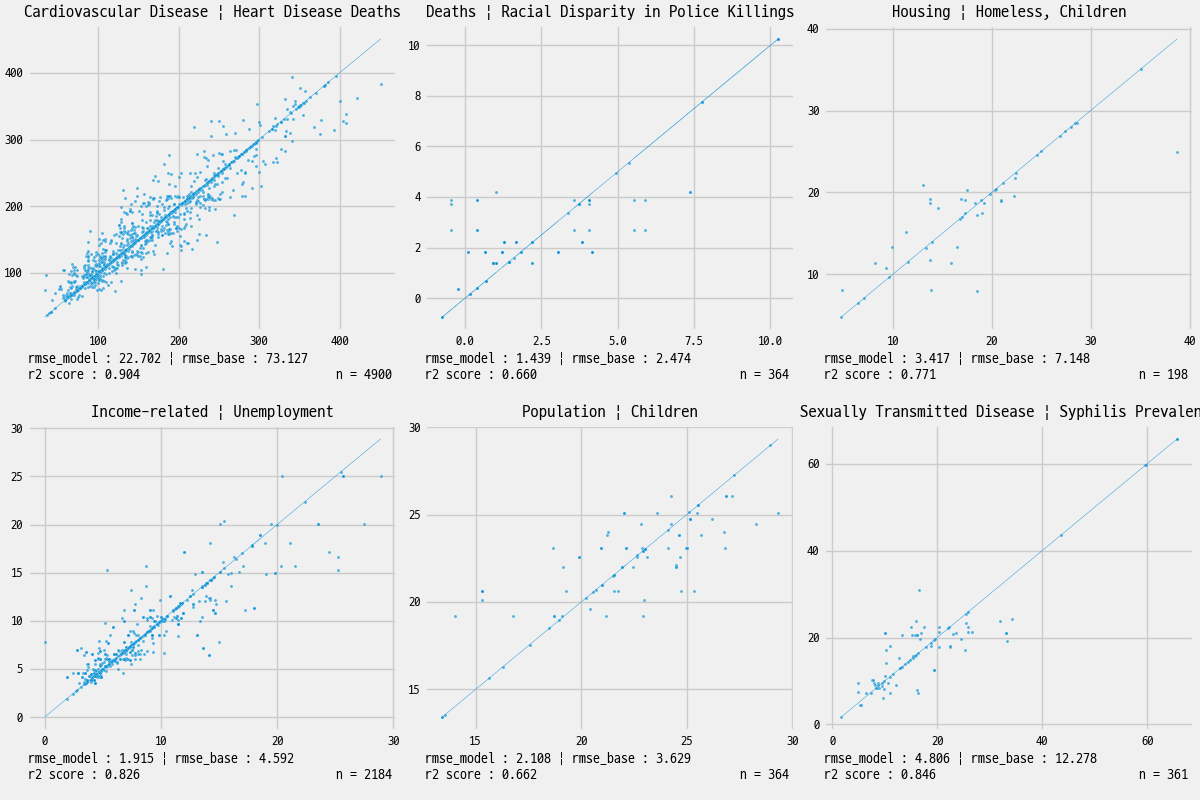 Cardiovascular Disease ¦ Heart Disease Deaths
400
300
200
100
100 200 300 400
rmse_model : 22.702 ¦ rmse_base : 73.127
r2 score : 0.904 n = 4900
Deaths ¦ Racial Disparity in Police Killings
10
8
6
4
2
0
0.0 2.5 5.0 7.5 10.0
rmse_model : 1.439 ¦ rmse_base : 2.474
r2 score : 0.660 n = 364
Housing ¦ Homeless, Children
40
30
20
10
10 20 30 40
rmse_model : 3.417 ¦ rmse_base : 7.148
r2 score : 0.771 n = 198
Income-related ¦ Unemployment
30
25
20
15
10
5
0
0 10 20 30
rmse_model : 1.915 ¦ rmse_base : 4.592
r2 score : 0.826 n = 2184
Population ¦ Children
30
25
20
15
15 20 25 30
rmse_model : 2.108 ¦ rmse_base : 3.629
r2 score : 0.662 n = 364
Sexually Transmitted Disease ¦ Syphilis Prevalen
60
40
20
0
0 20 40 60
rmse_model : 4.806 ¦ rmse_base : 12.278
r2 score : 0.846 n = 361